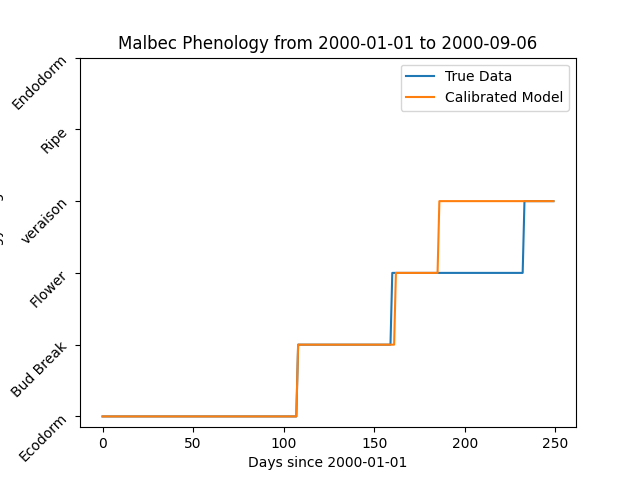 Malbec Phenology from 2000-01-01 to 2000-09-06
True Data
Calibrated Model
Endodorm
Ripe
veraison
Flower
Bud Break
Ecodorm
0 50 100 150 200 250
Days since 2000-01-01